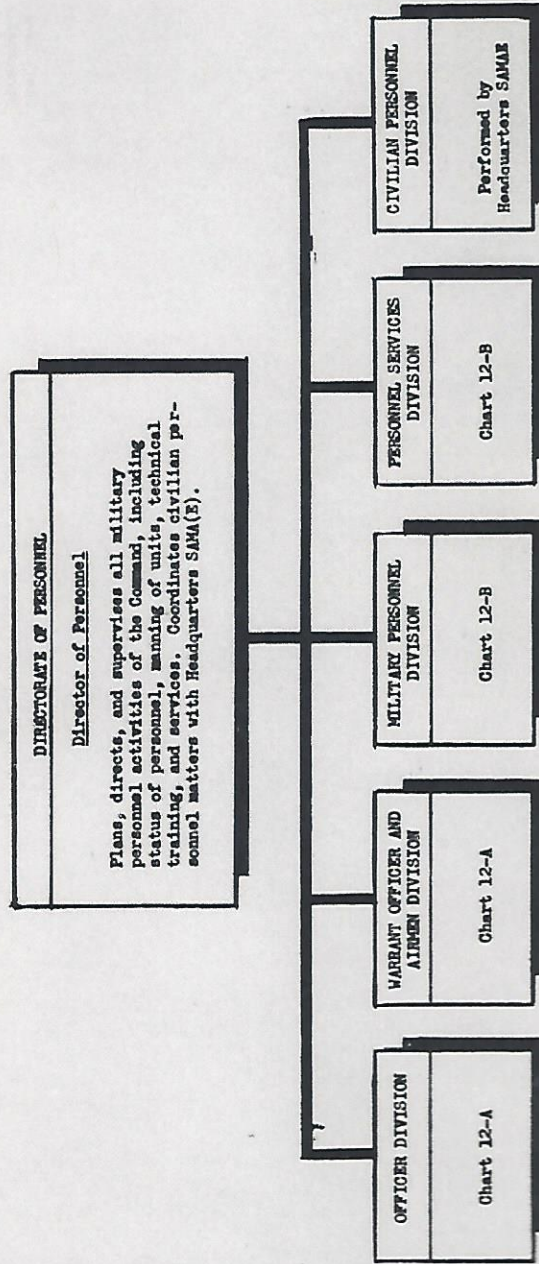 DIRECTORATE OF PERSONNEL
Director of Personnel
Plans, directs, and supervises all military
personnel activities of the Command, including
status of personnel, manning of units, technical
training, and services. Coordinates civilian per-
sonnel matters with Headquarters SAMA(E).
OFFICER DIVISION
Chart 12-A
WARRANT OFFICER AND
AIRMEN DIVISION
Chart 12-A
MILITARY PERSONNEL
DIVISION
Chart 12-B
PERSONNEL SERVICES
DIVISION
Chart 12-B
CIVILIAN PERSONNEL
DIVISION
Performed by
Headquarters SAMAE